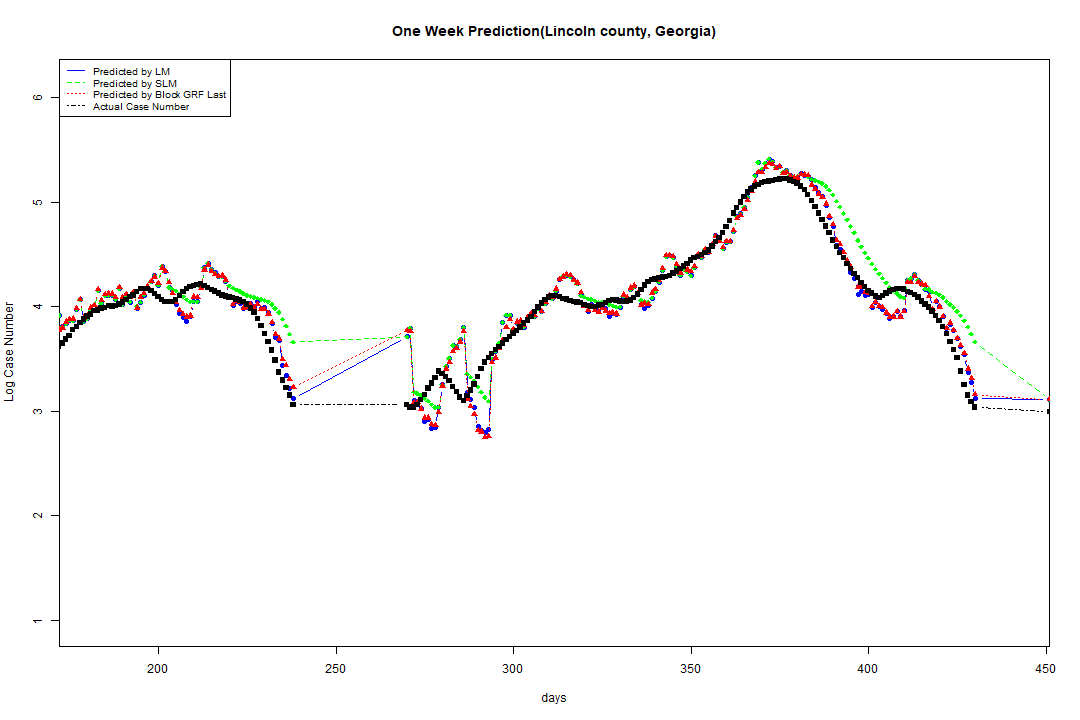 One Week Prediction(Lincoln county, Georgia)
Predicted by LM
Predicted by SLM
Predicted by Block GRF Last
Actual Case Number
Log Case Number
6
5
4
3
2
1
200
250
300
350
400
450
days